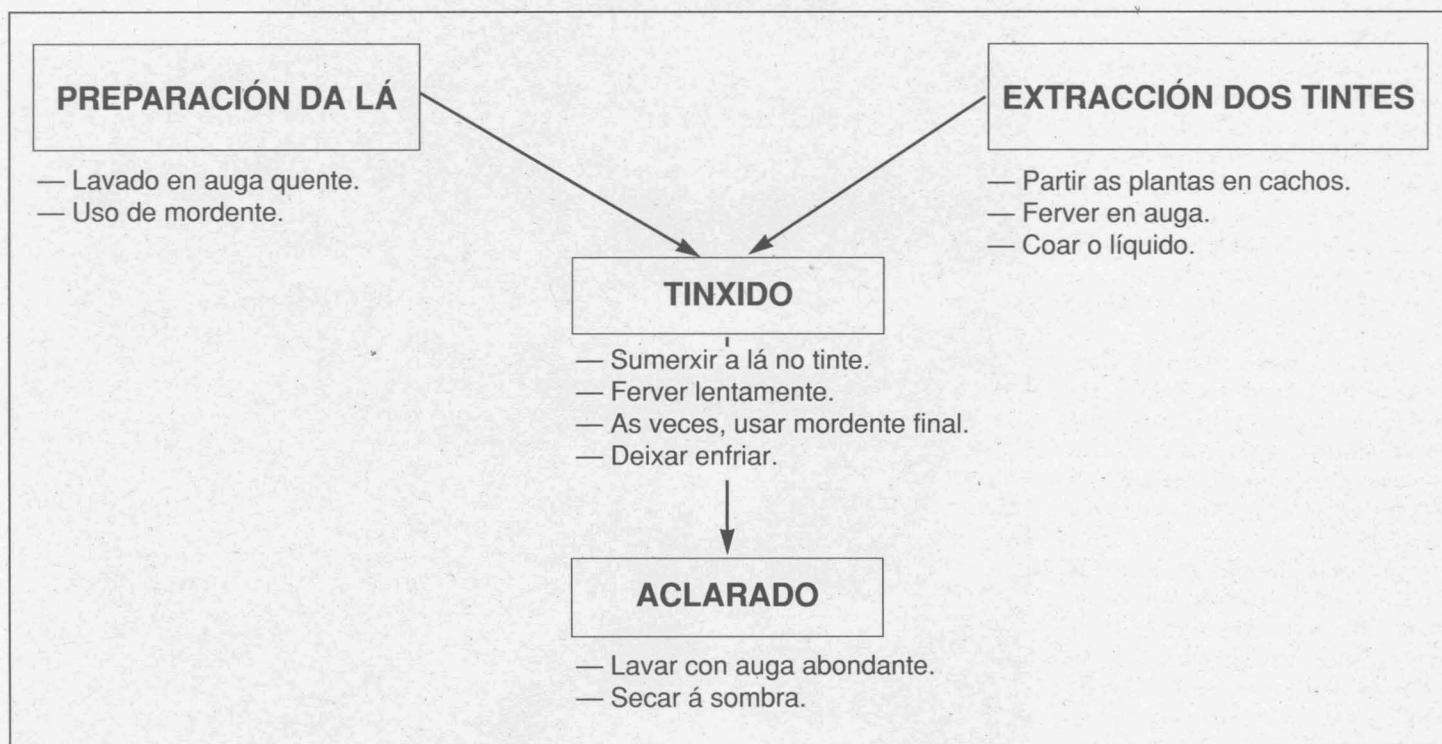 PREPARACIÓN DA LÁ
— Lavado en auga quente.
— Uso de mordente.
EXTRACCIÓN DOS TINTES
— Partir as plantas en cachos.
— Ferver en auga.
— Coar o líquido.
TINXIDO
— Sumerxir a lá no tinte.
— Ferver lentamente.
— As veces, usar mordente final.
— Deixar enfriar.
ACLARADO
— Lavar con auga abondante.
— Secar á sombra.